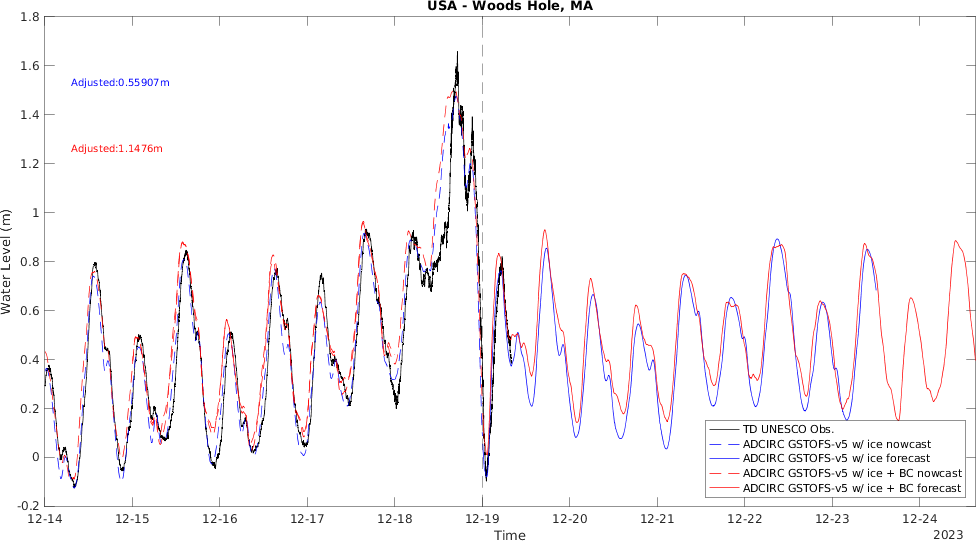 USA - Woods Hole, MA
1.8
1.6
1.4
1.2
1
0.8
0.6
0.4
0.2
0
-0.2
Water Level (m)
Adjusted:0.55907m
Adjusted:1.1476m
TD UNESCO Obs.
ADCIRC GSTOFS-v5 w/ ice nowcast
ADCIRC GSTOFS-v5 w/ ice forecast
ADCIRC GSTOFS-v5 w/ ice + BC nowcast
ADCIRC GSTOFS-v5 w/ ice + BC forecast
12-14 12-15 12-16 12-17 12-18 12-19 12-20 12-21 12-22 12-23 12-24
Time
2023